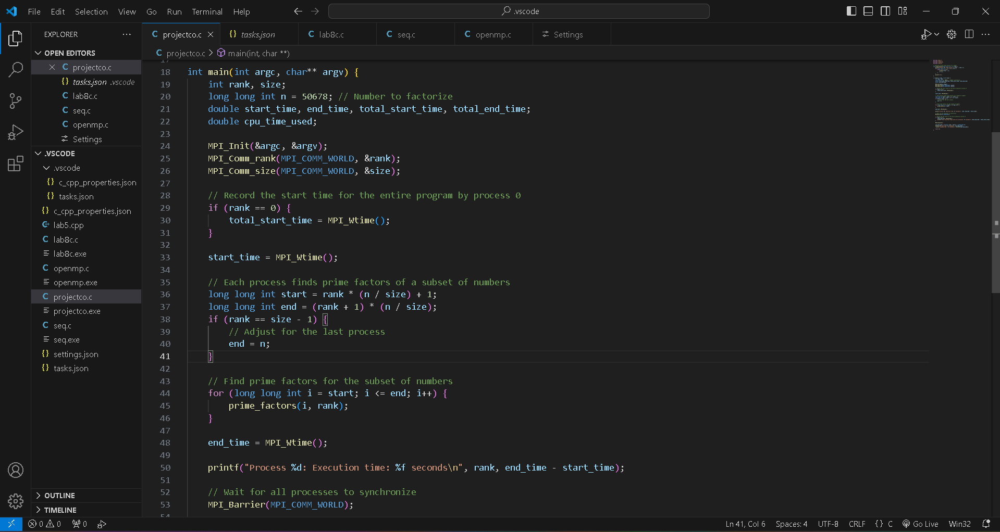 File Edit Selection View Go Run Terminal Help
.vscode
EXPLORER
OPEN EDITORS
projectco.c
tasks.json .vscode
lab8c.c
seq.c
openmp.c
Settings
.VSCODE
.vscode
c_cpp_properties.json
tasks.json
c_cpp_properties.json
lab5.cpp
lab8c.c
lab8c.exe
openmp.c
openmp.exe
projectco.c
projectco.exe
seq.c
seq.exe
settings.json
tasks.json
OUTLINE
TIMELINE
projectco.c tasks.json lab8c.c seq.c openmp.c Settings
projectco.c > main(int, char **)
17
18 int main(int argc, char** argv) {
19     int rank, size;
20     long long int n = 50678; // Number to factorize
21     double start_time, end_time, total_start_time, total_end_time;
22     double cpu_time_used;
23
24     MPI_Init(&argc, &argv);
25     MPI_Comm_rank(MPI_COMM_WORLD, &rank);
26     MPI_Comm_size(MPI_COMM_WORLD, &size);
27
28     // Record the start time for the entire program by process 0
29     if (rank == 0) {
30         total_start_time = MPI_Wtime();
31     }
32
33     start_time = MPI_Wtime();
34
35     // Each process finds prime factors of a subset of numbers
36     long long int start = rank * (n / size) + 1;
37     long long int end = (rank + 1) * (n / size);
38     if (rank == size - 1) {
39         // Adjust for the last process
40         end = n;
41     }
42
43     // Find prime factors for the subset of numbers
44     for (long long int i = start; i <= end; i++) {
45         prime_factors(i, rank);
46     }
47
48     end_time = MPI_Wtime();
49
50     printf("Process %d: Execution time: %f seconds\n", rank, end_time - start_time);
51
52     // Wait for all processes to synchronize
53     MPI_Barrier(MPI_COMM_WORLD);
54
0 0 0 Ln 41, Col 6 Spaces: 4 UTF-8 CRLF {} C Go Live Win32